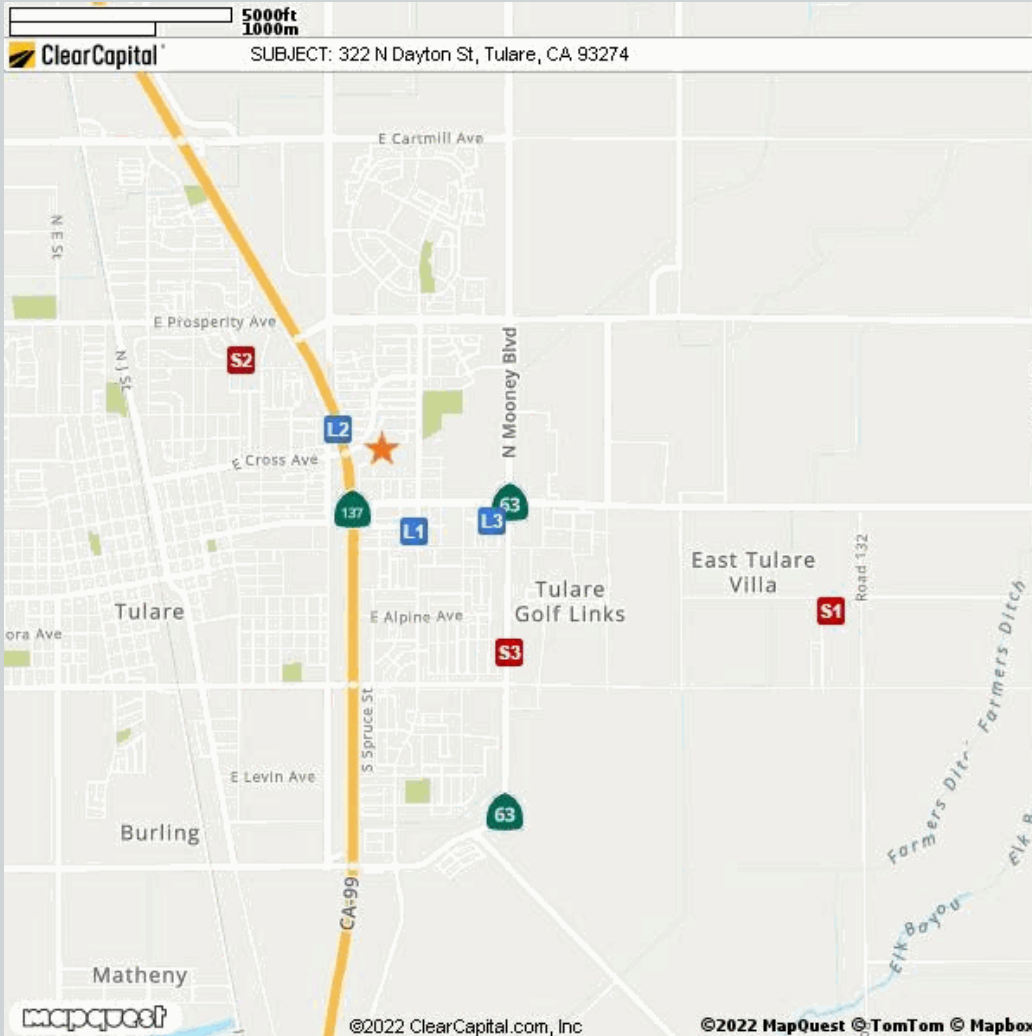 5000ft
1000m
ClearCapital
SUBJECT: 322 N Dayton St, Tulare, CA 93274
E Cartmill Ave
N E St
E Prosperity Ave
S2
N J St
N Mooney Blvd
L2
E Cross Ave
137
63
L1
L3
East Tulare
Villa
Road 132
Tulare
Golf Links
Tulare
E Alpine Ave
S1
ora Ave
S3
Farmers Ditch
S Spruce St
E Levin Ave
Farmers Ditc
63
Burling
Elk B
CA-99
Elk Bayou
Matheny
mapquest
©2022 ClearCapital.com, Inc
©2022 MapQuest © TomTom © Mapbox